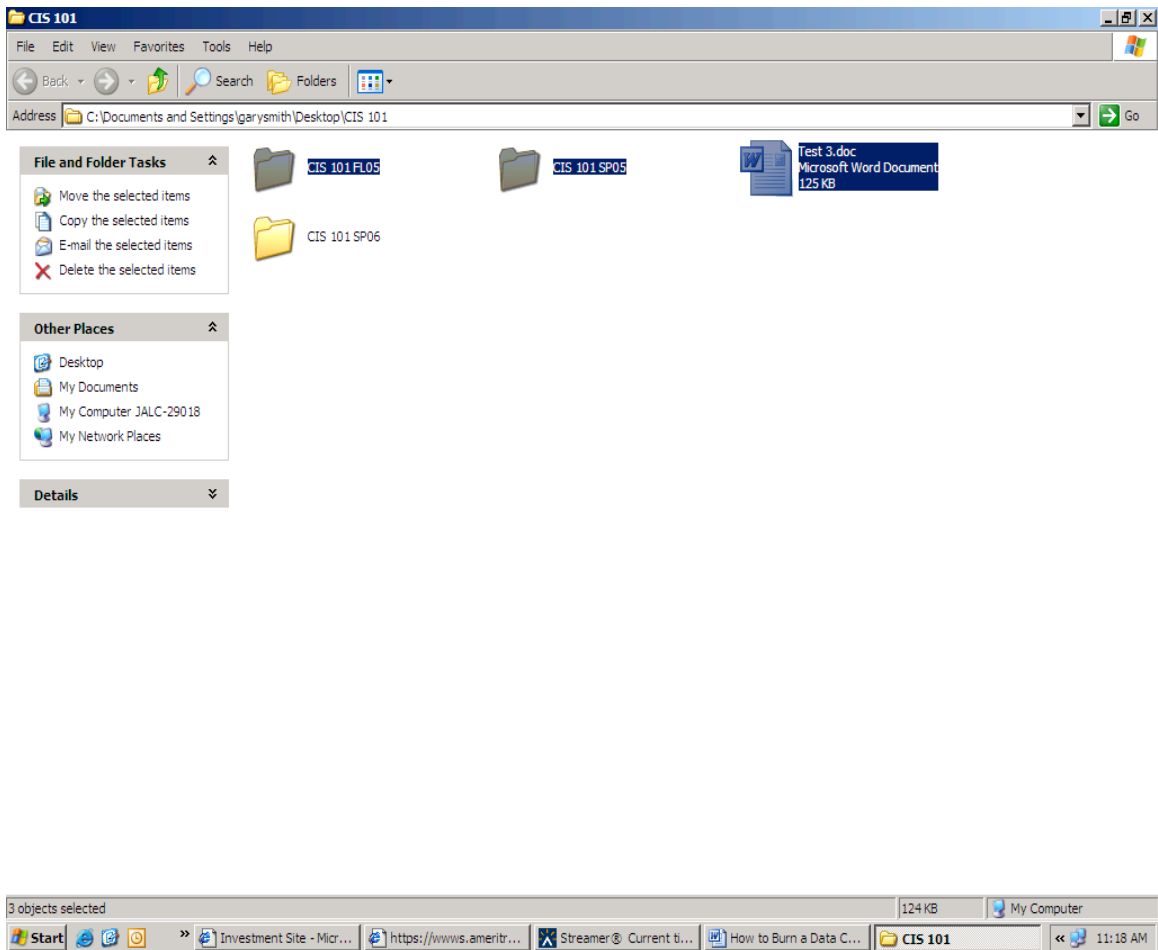 CIS 101
File Edit View Favorites Tools Help
Back Search Folders
Address C:\Documents and Settings\garysmith\Desktop\CIS 101 Go
File and Folder Tasks
Move the selected items
Copy the selected items
E-mail the selected items
Delete the selected items
Other Places
Desktop
My Documents
My Computer JALC-29018
My Network Places
Details
CIS 101 FL05
CIS 101 SP05
Test 3.doc
Microsoft Word Document
125 KB
CIS 101 SP06
3 objects selected 124 KB My Computer
Start » Investment Site - Micr... https://wwws.ameritr... Streamer® Current ti... How to Burn a Data C... CIS 101 « 11:18 AM